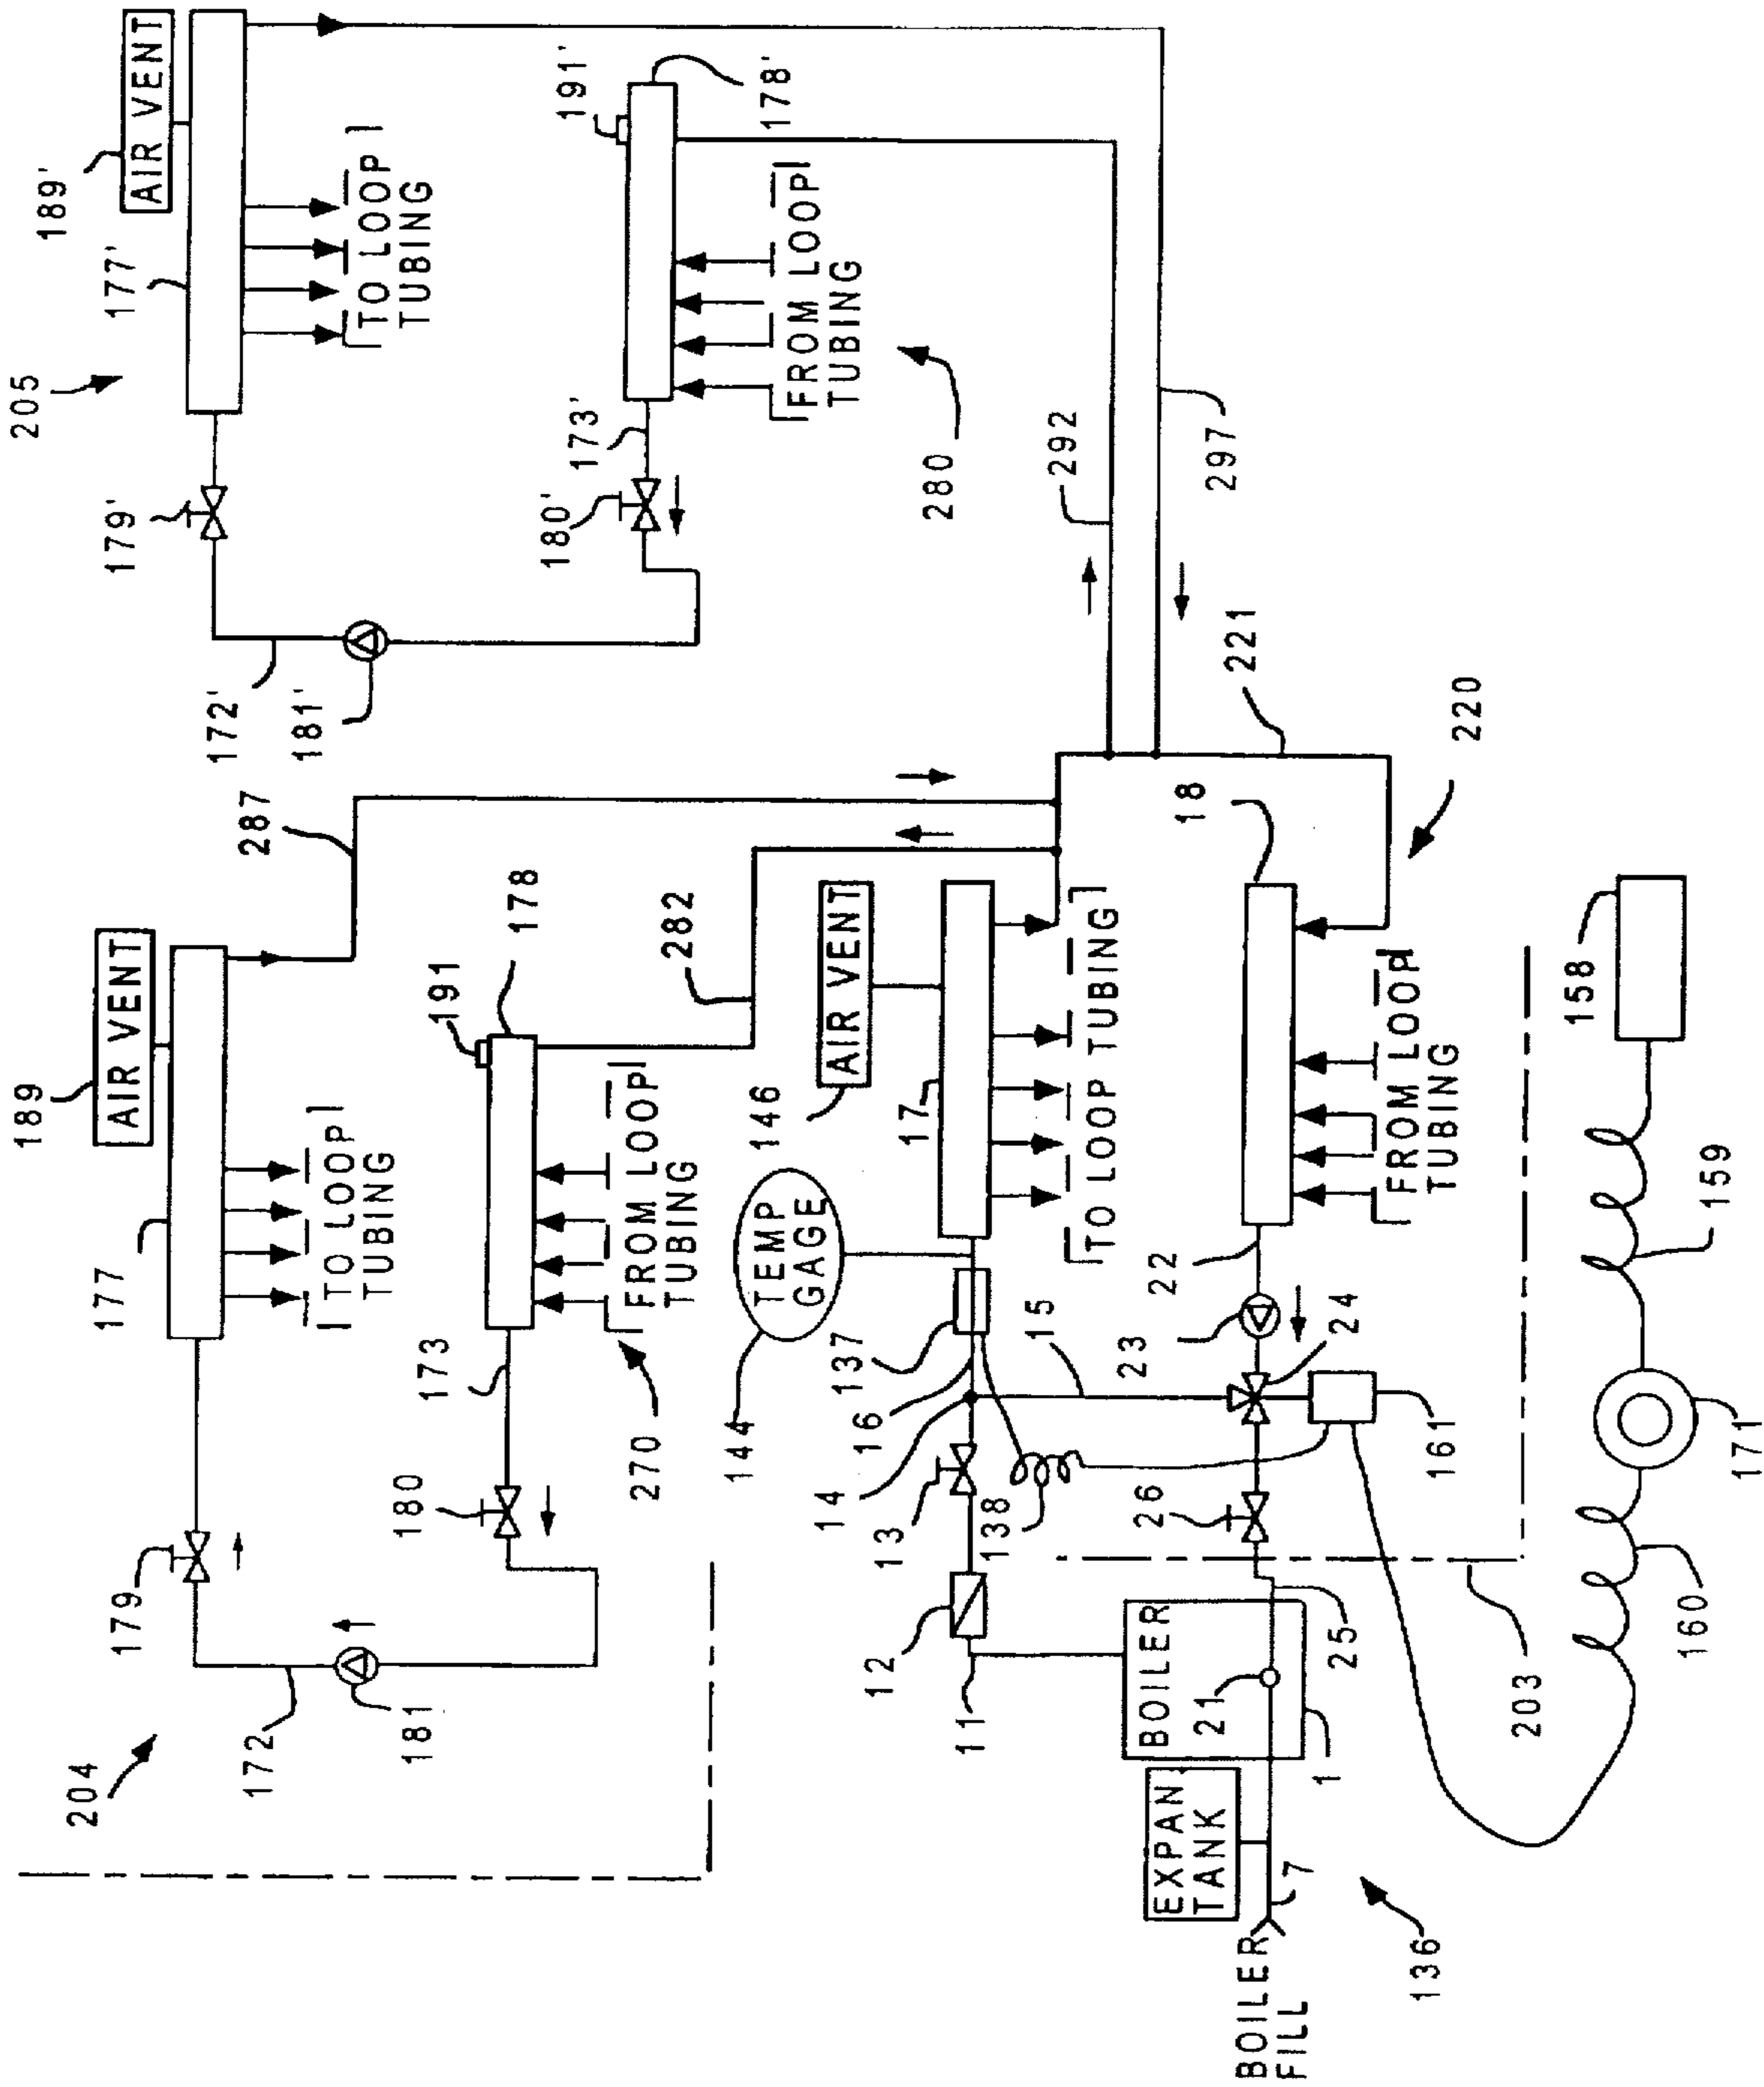 204
172
181
179
177
189
AIR VENT
TO LOOP
TUBING
173
180
270
178
191
FROM LOOP
TUBING
287
282
205
172'
181'
179'
177'
189'
AIR VENT
TO LOOP
TUBING
173'
180'
280
178'
191'
FROM LOOP
TUBING
292
297
221
220
144
TEMP
GAGE
146
AIR VENT
137
17
16
14
13
138
12
11
TO LOOP TUBING
15
18
22
23
24
26
FROM LOOP
TUBING
161
BOILER
21
25
1
203
EXPAN
TANK
7
BOILER
FILL
136
158
159
160
171